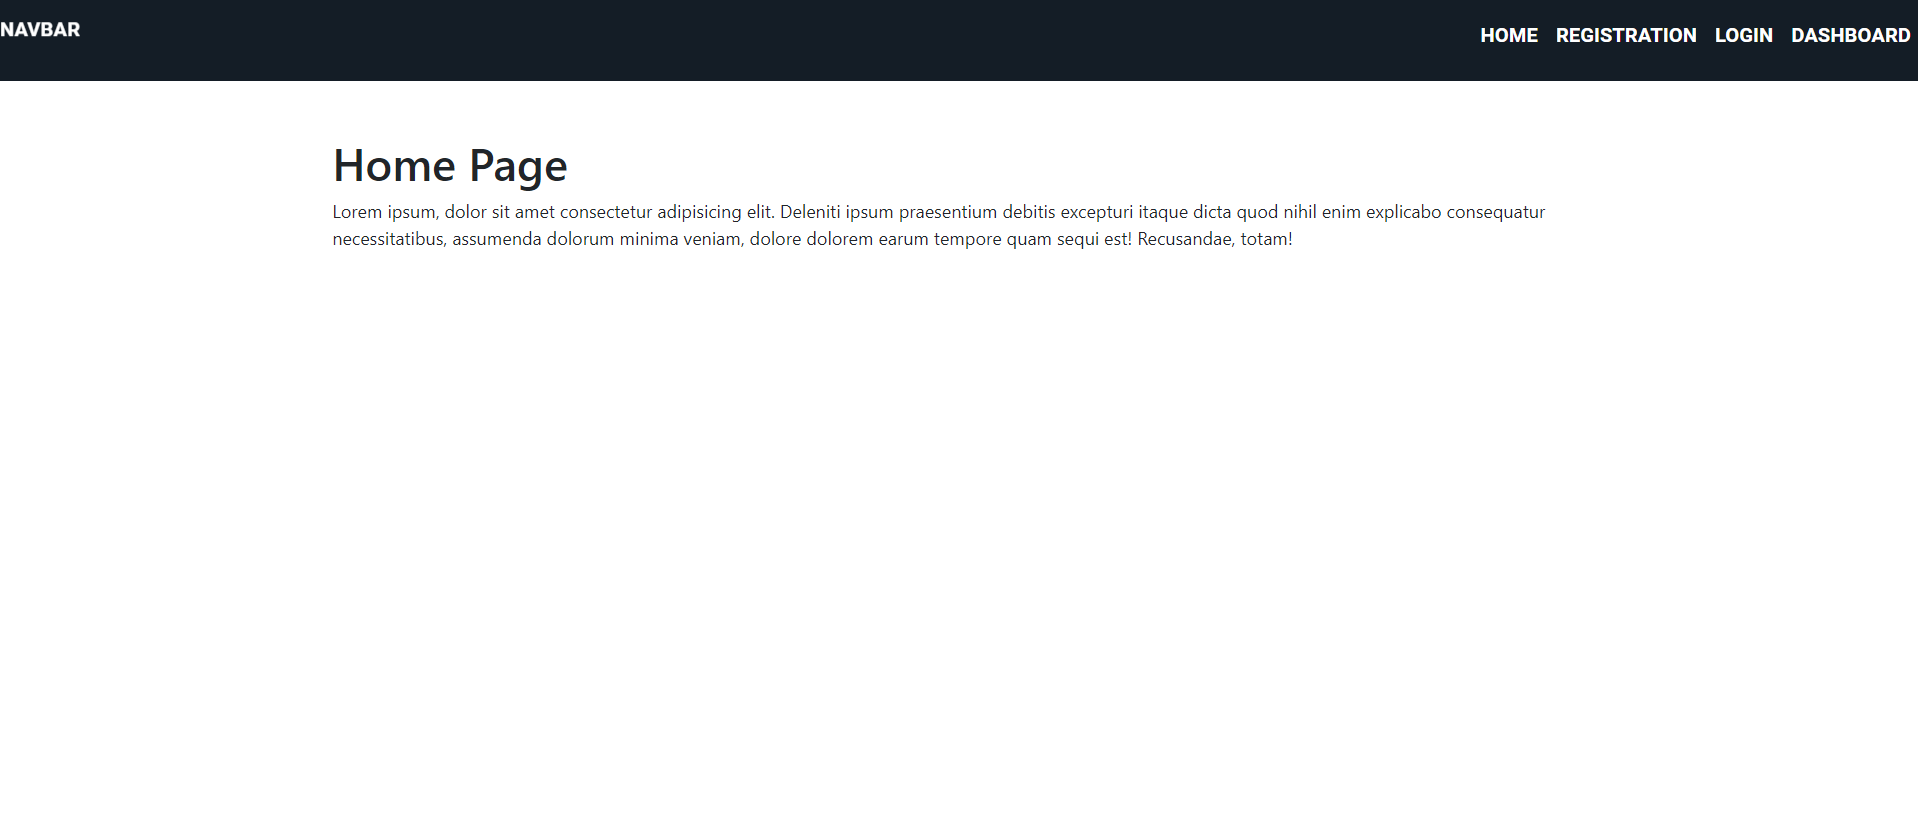 NAVBAR
HOME REGISTRATION LOGIN DASHBOARD
Home Page
Lorem ipsum, dolor sit amet consectetur adipisicing elit. Deleniti ipsum praesentium debitis excepturi itaque dicta quod nihil enim explicabo consequatur
necessitatibus, assumenda dolorum minima veniam, dolore dolorem earum tempore quam sequi est! Recusandae, totam!